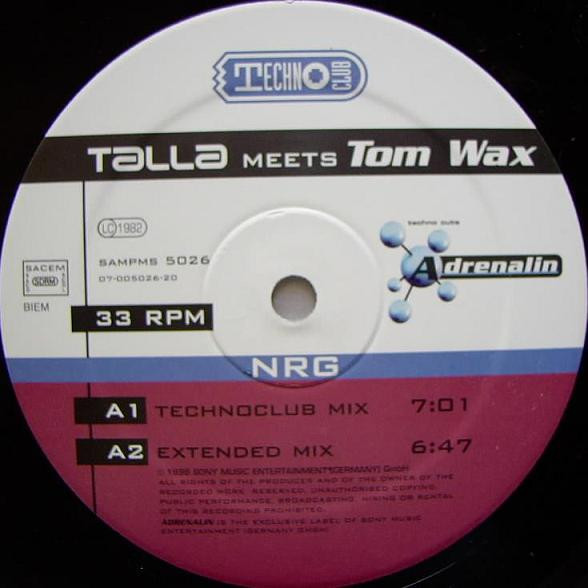 TECHNO CLUB
TALLA MEETS Tom Wax
LC 1982
techno cuts
Adrenalin
SAMPMS 5026
07-005026-20
SACEM
SDRM
BIEM
33 RPM
NRG
A1 TECHNOCLUB MIX 7:01
A2 EXTENDED MIX 6:47
1998 SONY MUSIC ENTERTAINMENT (GERMANY) GmbH
ALL RIGHTS OF THE PRODUCER AND OF THE OWNER OF THE
RECORDED WORK RESERVED. UNAUTHORISED COPYING,
PUBLIC PERFORMANCE, BROADCASTING, HIRING OR RENTAL
OF THIS RECORDING PROHIBITED.
ADRENALIN IS THE EXCLUSIVE LABEL OF SONY MUSIC
ENTERTAINMENT (GERMANY GMBH)